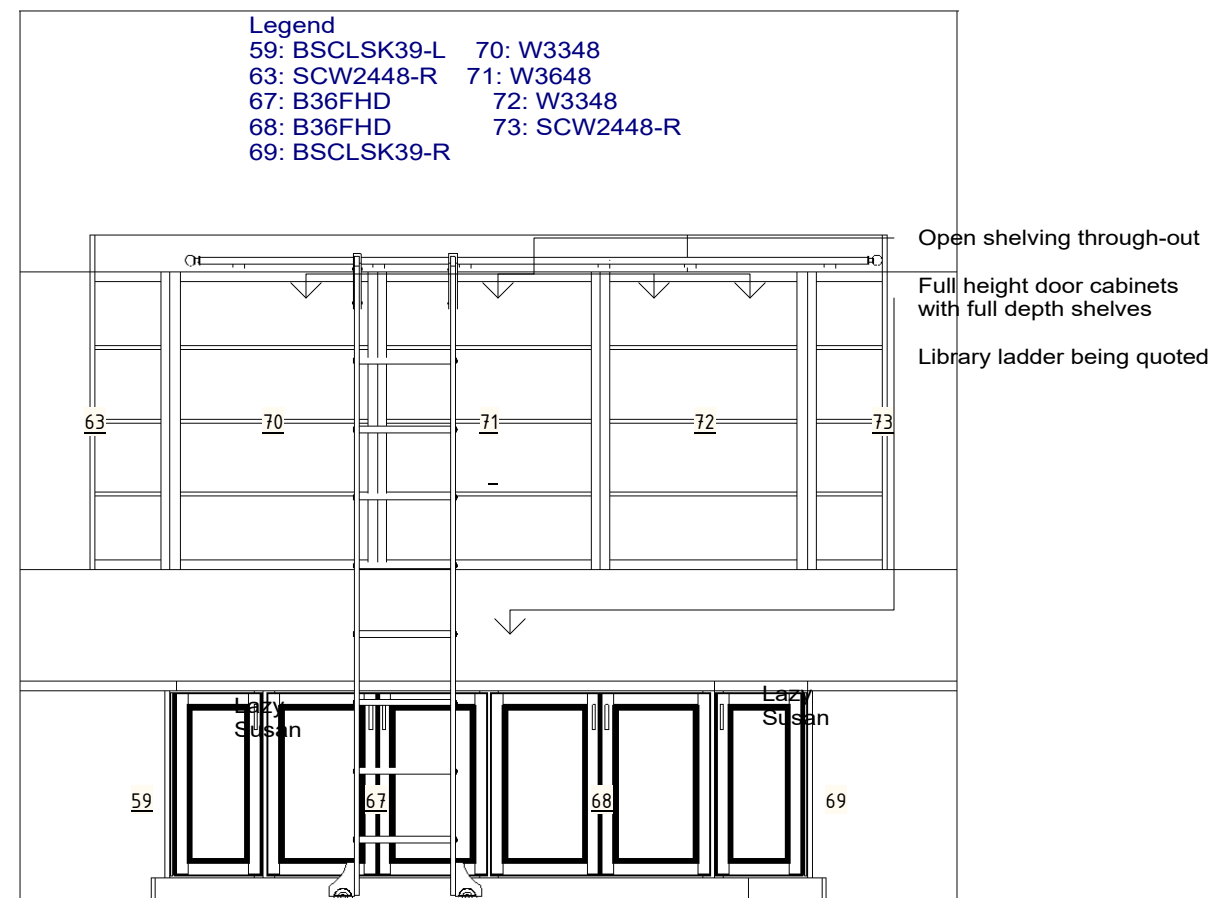 Legend
59: BSCLSK39-L 70: W3348
63: SCW2448-R 71: W3648
67: B36FHD 72: W3348
68: B36FHD 73: SCW2448-R
69: BSCLSK39-R
Open shelving through-out
Full height door cabinets
with full depth shelves
Library ladder being quoted
63 70 71 72 73
Lazy
Susan
Lazy
Susan
59 67 68 69